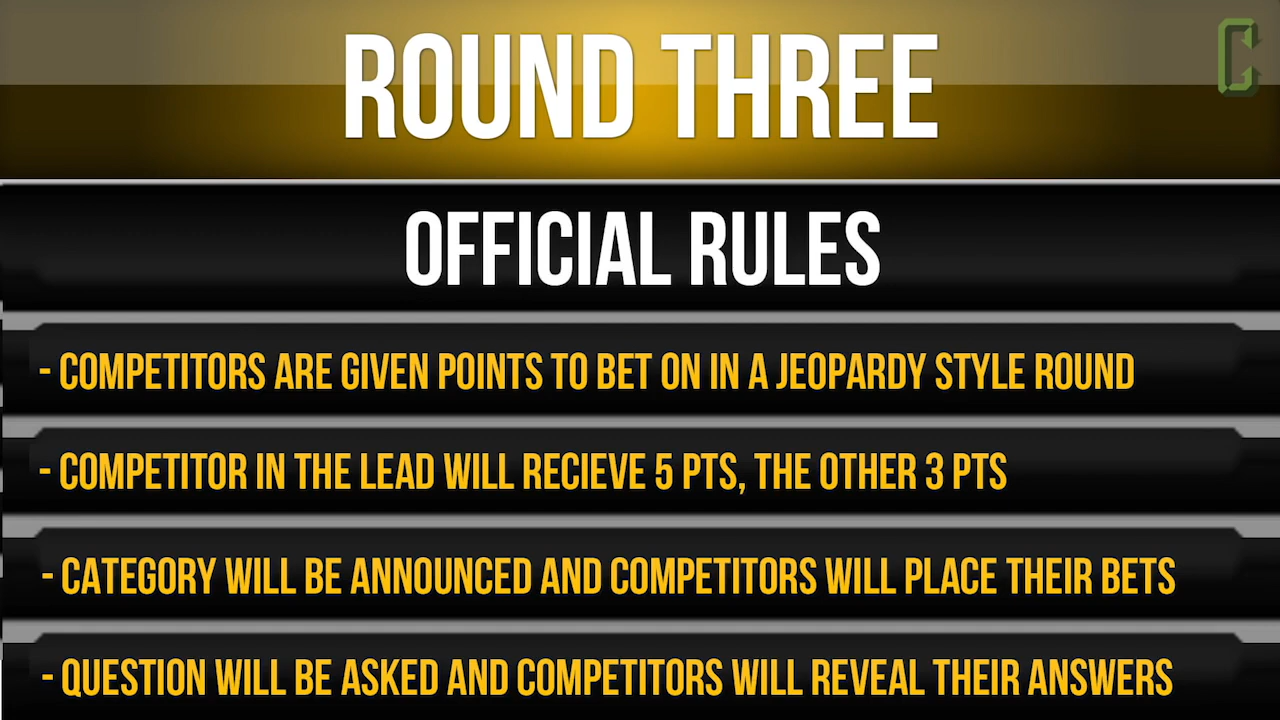 ROUND THREE
OFFICIAL RULES
- COMPETITORS ARE GIVEN POINTS TO BET ON IN A JEOPARDY STYLE ROUND
- COMPETITOR IN THE LEAD WILL RECIEVE 5 PTS, THE OTHER 3 PTS
- CATEGORY WILL BE ANNOUNCED AND COMPETITORS WILL PLACE THEIR BETS
- QUESTION WILL BE ASKED AND COMPETITORS WILL REVEAL THEIR ANSWERS